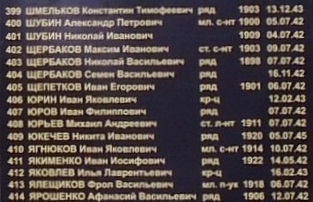 399 ШМЕЛЬКОВ Константин Тимофеевич ряд 1903 13.12.43
400 ШУБИН Александр Петрович мл. с-нт 1900 05.07.42
401 ШУБИН Николай Иванович ряд 1909 04.07.42
402 ЩЕРБАКОВ Максим Иванович ст. с-нт 1903 09.07.42
403 ЩЕРБАКОВ Николай Васильевич ряд 1898 07.07.42
404 ЩЕРБАКОВ Семен Васильевич ряд 16.11.42
405 ЩЕПЕТКОВ Иван Егорович ряд 1901 06.07.42
406 ЮРИН Иван Яковлевич кр-ц 12.02.43
407 ЮРОВ Иван Филиппович ряд 07.07.42
408 ЮРЬЕВ Михаил Андреевич ст. п-нт 1911 07.07.42
409 ЮКЕЧЕВ Никита Иванович ряд 1920 05.07.45
410 ЯГНЮКОВ Иван Яковлевич мл. с-нт 1914 10.07.42
411 ЯКИМЕНКО Иван Иосифович ряд 1922 14.05.42
412 ЯКОВЛЕВ Илья Лаврентьевич кр-ц 16.02.43
413 ЯЛЕЩИКОВ Фрол Васильевич мл. п-ук 1918 06.07.42
414 ЯРОШЕНКО Афанасий Васильевич ряд 1906 12.07.42